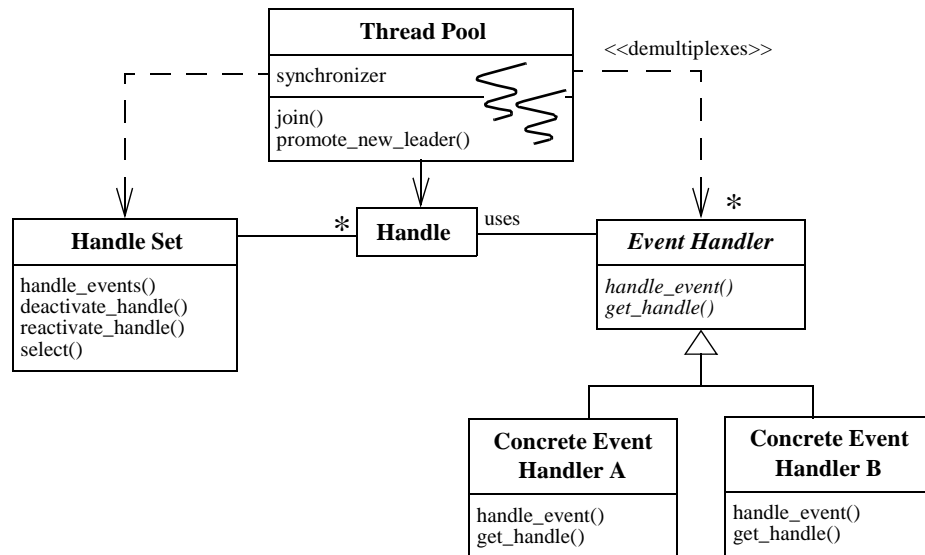 Thread Pool
<<demultiplexes>>
synchronizer
join()
promote_new_leader()
*
*
Handle Set
Handle
uses
Event Handler
handle_events()
deactivate_handle()
reactivate_handle()
select()
handle_event()
get_handle()
Concrete Event
Handler A
handle_event()
get_handle()
Concrete Event
Handler B
handle_event()
get_handle()